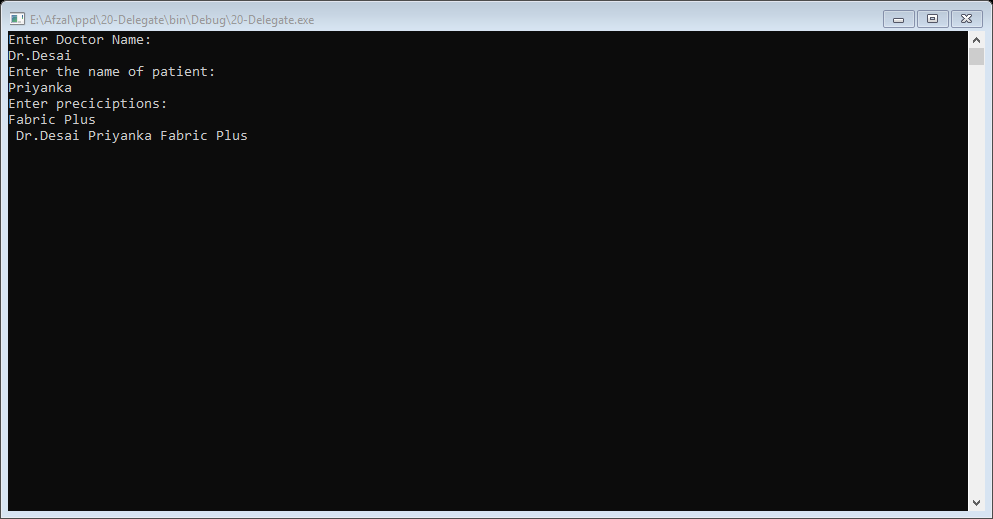 E:\Afzal\ppd\20-Delegate\bin\Debug\20-Delegate.exe
Enter Doctor Name:
Dr.Desai
Enter the name of patient:
Priyanka
Enter preciciptions:
Fabric Plus
Dr.Desai Priyanka Fabric Plus